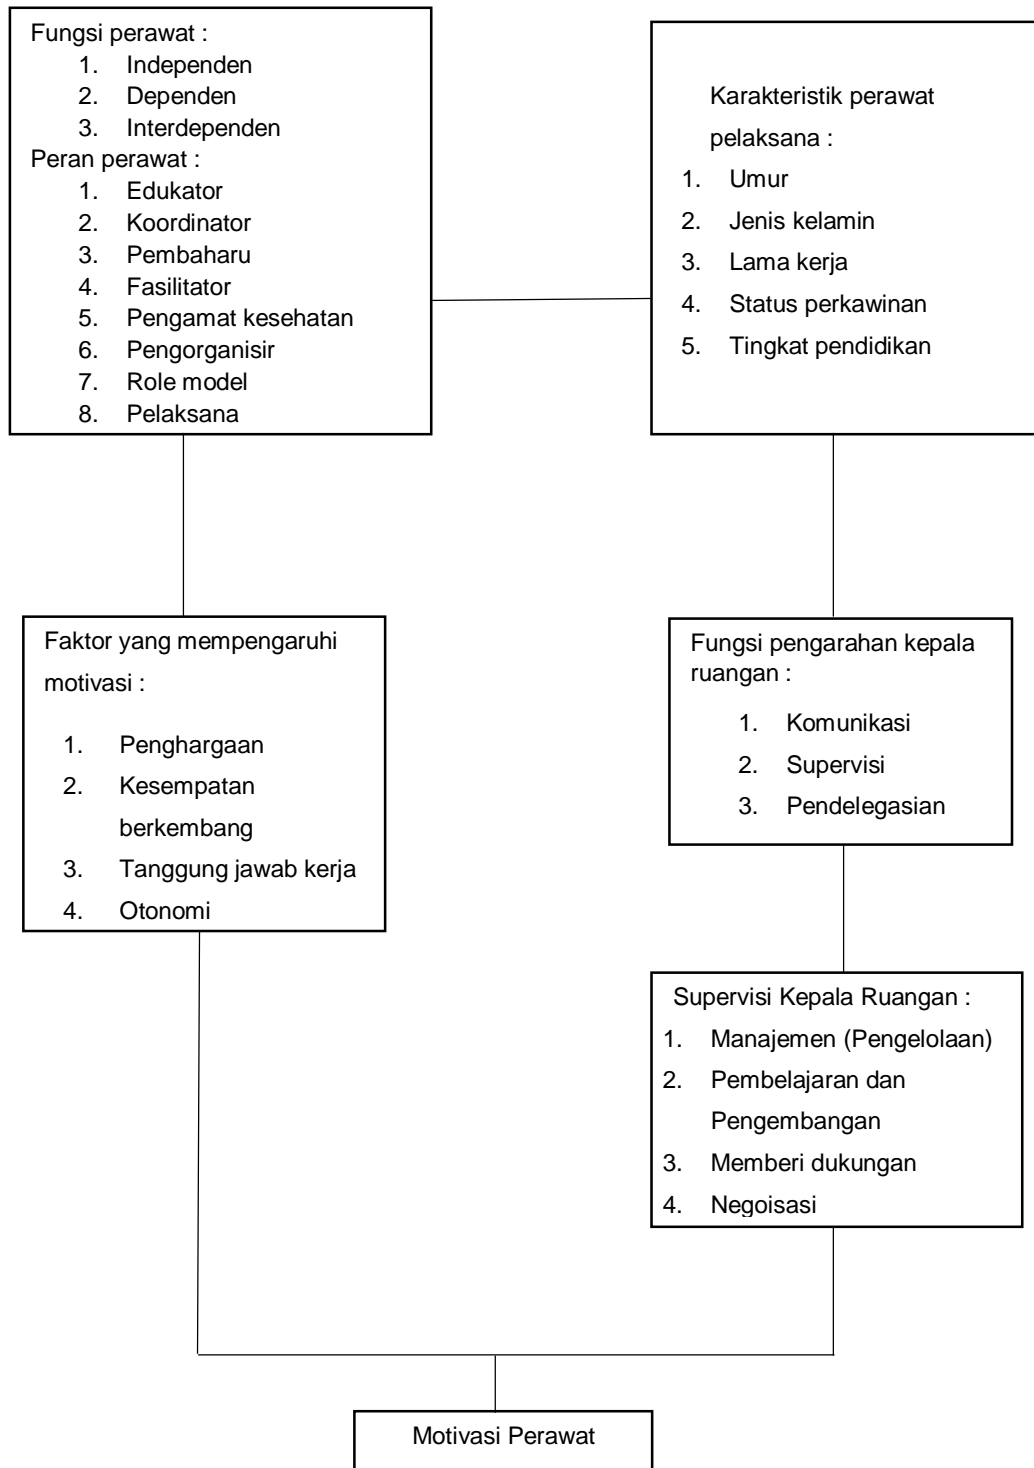 Fungsi perawat :
1. Independen
2. Dependen
3. Interdependen
Peran perawat :
1. Edukator
2. Koordinator
3. Pembaharu
4. Fasilitator
5. Pengamat kesehatan
6. Pengorganisir
7. Role model
8. Pelaksana
Karakteristik perawat
pelaksana :
1. Umur
2. Jenis kelamin
3. Lama kerja
4. Status perkawinan
5. Tingkat pendidikan
Faktor yang mempengaruhi
motivasi :
1. Penghargaan
2. Kesempatan
berkembang
3. Tanggung jawab kerja
4. Otonomi
Fungsi pengarahan kepala
ruangan :
1. Komunikasi
2. Supervisi
3. Pendelegasian
Supervisi Kepala Ruangan :
1. Manajemen (Pengelolaan)
2. Pembelajaran dan
Pengembangan
3. Memberi dukungan
4. Negoisasi
Motivasi Perawat